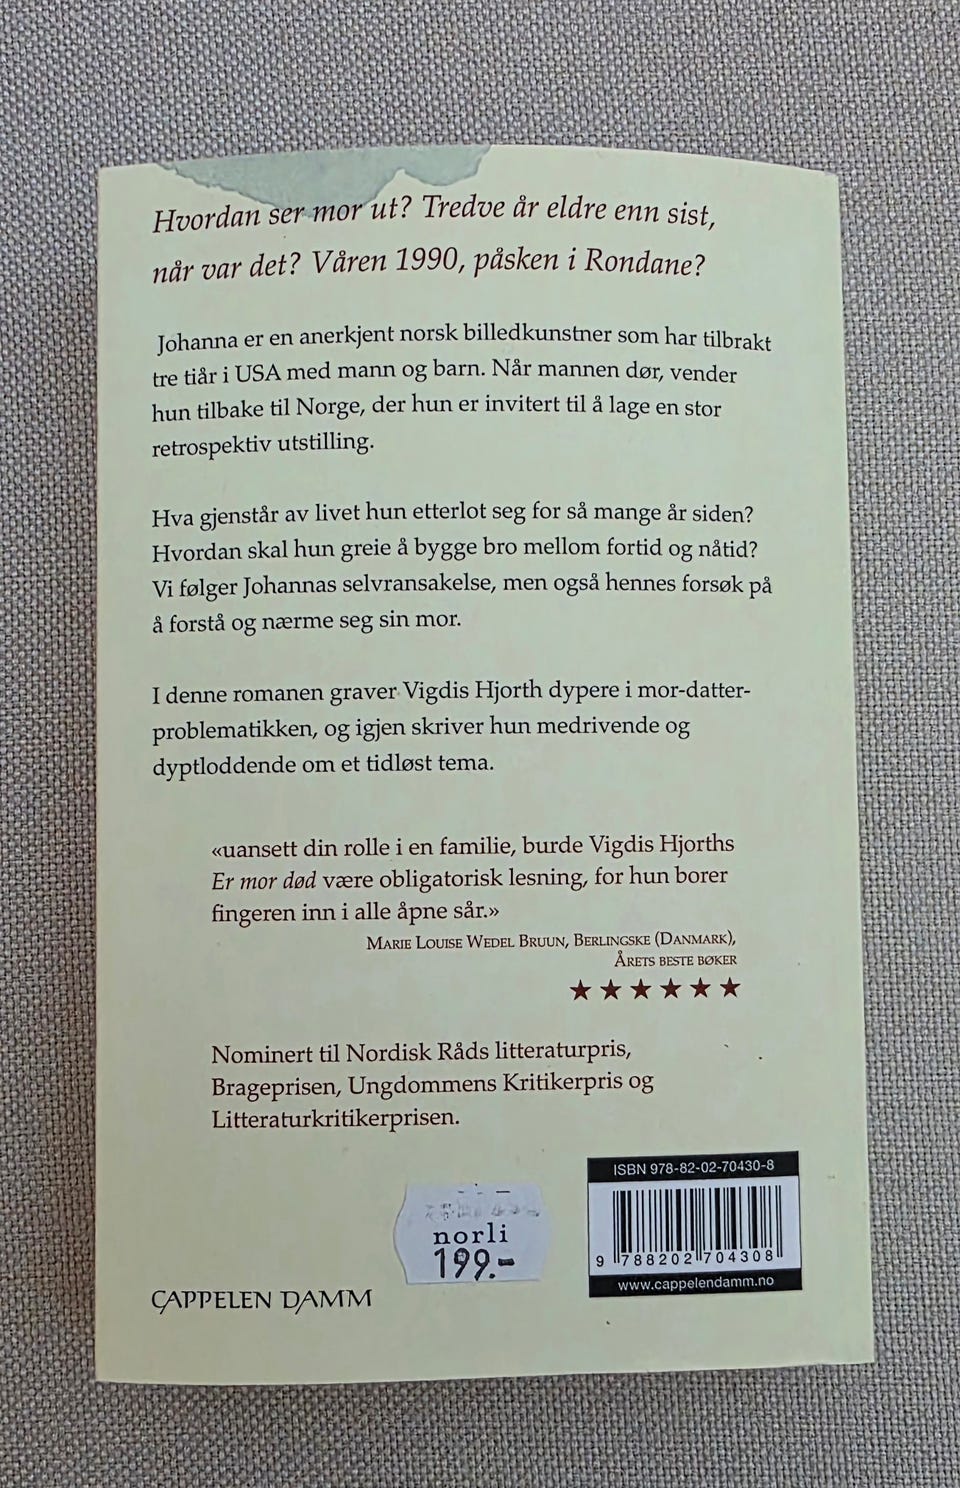 Hvordan ser mor ut? Tredve år eldre enn sist,
når var det? Våren 1990, påsken i Rondane?
Johanna er en anerkjent norsk billedkunstner som har tilbrakt
tre tiår i USA med mann og barn. Når mannen dør, vender
hun tilbake til Norge, der hun er invitert til å lage en stor
retrospektiv utstilling.
Hva gjenstår av livet hun etterlot seg for så mange år siden?
Hvordan skal hun greie å bygge bro mellom fortid og nåtid?
Vi følger Johannas selvransakelse, men også hennes forsøk på
å forstå og nærme seg sin mor.
I denne romanen graver Vigdis Hjorth dypere i mor-datter-
problematikken, og igjen skriver hun medrivende og
dyptloddende om et tidløst tema.
«uansett din rolle i en familie, burde Vigdis Hjorths
Er mor død være obligatorisk lesning, for hun borer
fingeren inn i alle åpne sår.»
Marie Louise Wedel Bruun, Berlingske (Danmark),
Årets beste bøker
★ ★ ★ ★ ★ ★
Nominert til Nordisk Råds litteraturpris,
Brageprisen, Ungdommens Kritikerpris og
Litteraturkritikerprisen.
ISBN 978-82-02-70430-8
9 788202 704308
www.cappelendamm.no
norli
199.-
CAPPELEN DAMM